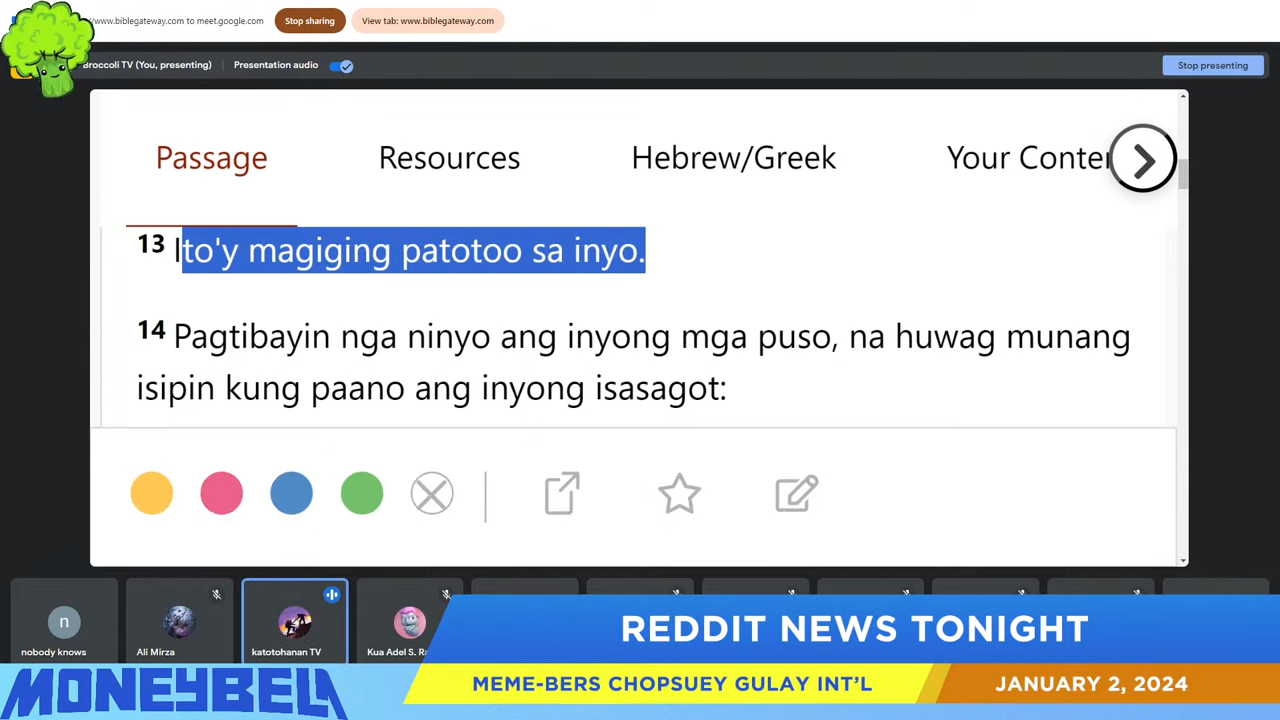 /www.biblegateway.com to meet.google.com
Stop sharing
View tab: www.biblegateway.com
Broccoli TV (You, presenting)
Presentation audio
Stop presenting
Passage
Resources
Hebrew/Greek
Your Conte
13 Ito'y magiging patotoo sa inyo.
14 Pagtibayin nga ninyo ang inyong mga puso, na huwag munang
isipin kung paano ang inyong isasagot:
n
nobody knows
Ali Mirza
katotohanan TV
Kua Adel S. Ra
REDDIT NEWS TONIGHT
MONEYBELA
MEME-BERS CHOPSUEY GULAY INT'L
JANUARY 2, 2024